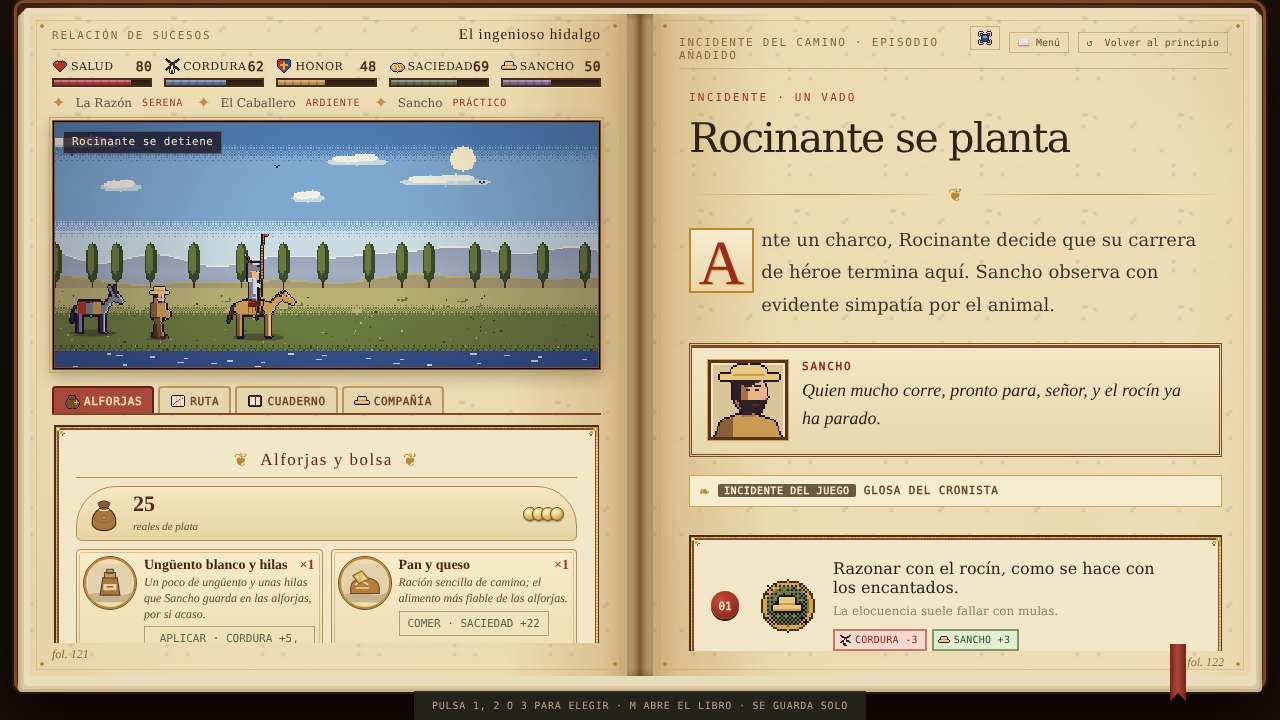 RELACIÓN DE SUCESOS
El ingenioso hidalgo
SALUD 80
CORDURA 62
HONOR 48
SACIEDAD 69
SANCHO 50
La Razón SERENA
El Caballero ARDIENTE
Sancho PRÁCTICO
Rocinante se detiene
ALFORJAS
RUTA
CUADERNO
COMPAÑÍA
Alforjas y bolsa
25
reales de plata
Ungüento blanco y hilas ×1
Un poco de ungüento y unas hilas
que Sancho guarda en las alforjas,
por si acaso.
APLICAR · CORDURA +5,
Pan y queso ×1
Ración sencilla de camino; el
alimento más fiable de las alforjas.
COMER · SACIEDAD +22
fol. 121
INCIDENTE DEL CAMINO · EPISODIO
AÑADIDO
📖 Menú
↺ Volver al principio
INCIDENTE · UN VADO
Rocinante se planta
Ante un charco, Rocinante decide que su carrera
de héroe termina aquí. Sancho observa con
evidente simpatía por el animal.
SANCHO
Quien mucho corre, pronto para, señor, y el rocín ya
ha parado.
INCIDENTE DEL JUEGO GLOSA DEL CRONISTA
01
Razonar con el rocín, como se hace con
los encantados.
La elocuencia suele fallar con mulas.
CORDURA -3
SANCHO +3
fol. 122
PULSA 1, 2 O 3 PARA ELEGIR · M ABRE EL LIBRO · SE GUARDA SOLO